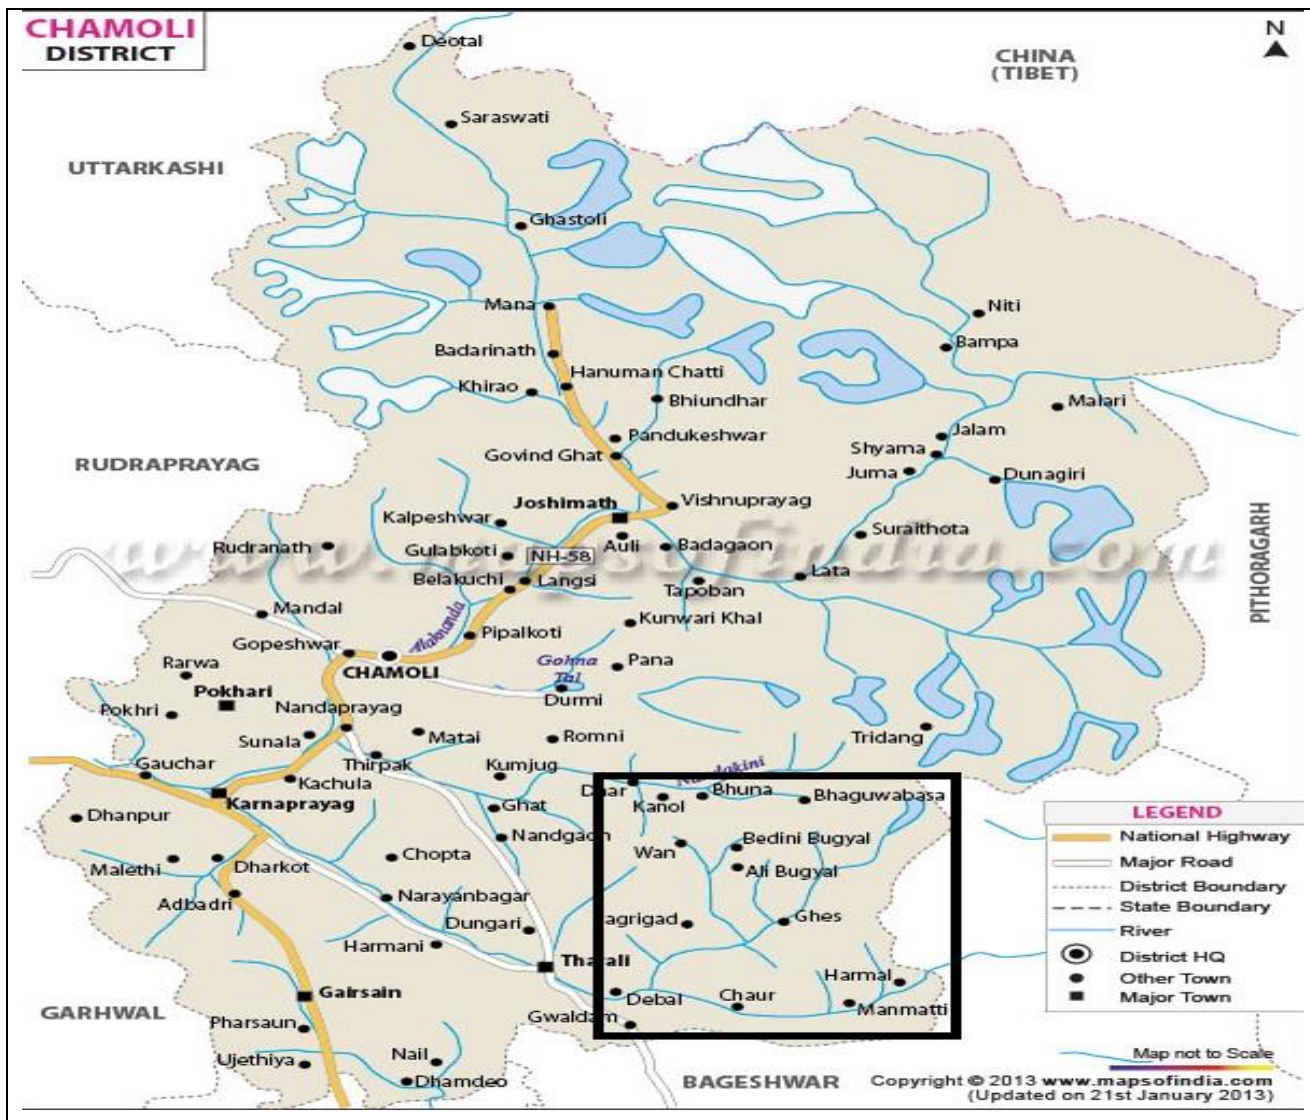 CHAMOLI
DISTRICT
N
CHINA
(TIBET)
Deotal
Saraswati
UTTARKASHI
Ghastoli
Mana
Niti
Badarinath
Bampa
Hanuman Chatti
Khirao
Bhiundhar
Malari
Pandukeshwar
Jalam
Shyama
Govind Ghat
RUDRAPRAYAG
Juma
Dunagiri
Joshimath
Vishnuprayag
Kalpeshwar
PITHORAGARH
Suraithota
Rudranath
Gulabkoti
NH-58
Auli
Badagaon
www.mapsofindia.com
Belakuchi
Langsi
Tapoban
Lata
Mandal
Alaknanda
Kunwari Khal
Pipalkoti
Gopeshwar
CHAMOLI
Rarwa
Gohna
Tal
Pana
Pokhari
Durmi
Pokhri
Nandaprayag
Sunala
Matai
Romni
Tridang
Gauchar
Thirpak
Kumjug
Nandakini
Kachula
Dhar
Kanol
Bhuna
Bhaguwabasa
Karnaprayag
Ghat
Dhanpur
Nandgaon
Wan
Bedini Bugyal
Malethi
Dharkot
Chopta
Ali Bugyal
Adbadri
Narayanbagar
Dungari
agrigad
Ghes
Harmani
Tharali
Harmal
Gairsain
Debal
Chaur
Manmatti
GARHWAL
Pharsaun
Gwaldam
Ujethiya
Nail
Dhamdeo
BAGESHWAR
LEGEND
National Highway
Major Road
District Boundary
State Boundary
River
District HQ
Other Town
Major Town
Map not to Scale
Copyright © 2013 www.mapsofindia.com
(Updated on 21st January 2013)